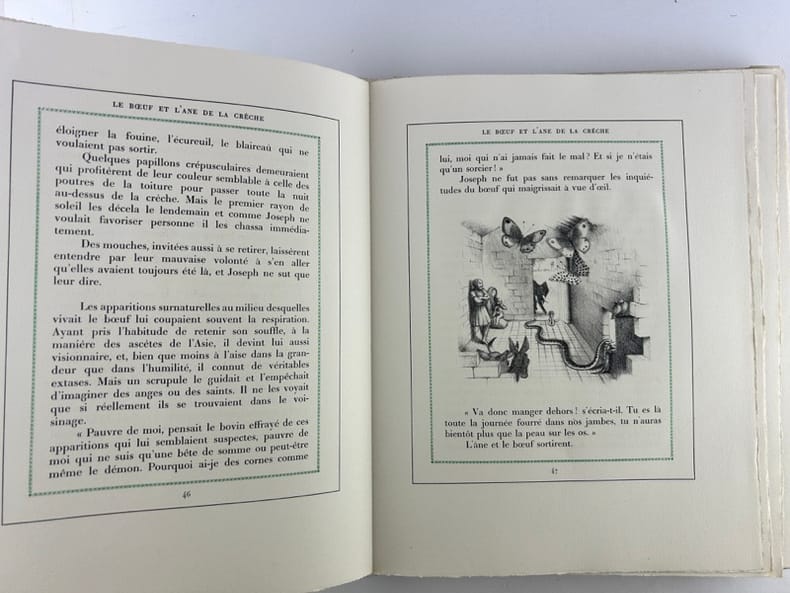 LE BŒUF ET L'ANE DE LA CRÊCHE
éloigner la fouine, l'écureuil, le blaireau qui ne
voulaient pas sortir.
Quelques papillons crépusculaires demeuraient
qui profitèrent de leur couleur semblable à celle des
poutres de la toiture pour passer toute la nuit
au-dessus de la crèche. Mais le premier rayon de
soleil les décela le lendemain et comme Joseph ne
voulait favoriser personne il les chassa immédia-
tement.
Des mouches, invitées aussi à se retirer, laissèrent
entendre par leur mauvaise volonté à s'en aller
qu'elles avaient toujours été là, et Joseph ne sut que
leur dire.
Les apparitions surnaturelles au milieu desquelles
vivait le bœuf lui coupaient souvent la respiration.
Ayant pris l'habitude de retenir son souffle, à la
manière des ascètes de l'Asie, il devint lui aussi
visionnaire, et, bien que moins à l'aise dans la gran-
deur que dans l'humilité, il connut de véritables
extases. Mais un scrupule le guidait et l'empêchait
d'imaginer des anges ou des saints. Il ne les voyait
que si réellement ils se trouvaient dans le voi-
sinage.
« Pauvre de moi, pensait le bovin effrayé de ces
apparitions qui lui semblaient suspectes, pauvre de
moi qui ne suis qu'une bête de somme ou peut-être
même le démon. Pourquoi ai-je des cornes comme
46
LE BŒUF ET L'ANE DE LA CRÊCHE
lui, moi qui n'ai jamais fait le mal ? Et si je n'étais
qu'un sorcier ! »
Joseph ne fut pas sans remarquer les inquié-
tudes du bœuf qui maigrissait à vue d'œil.
« Va donc manger dehors ! s'écria-t-il. Tu es là
toute la journée fourré dans nos jambes, tu n'auras
bientôt plus que la peau sur les os. »
L'âne et le bœuf sortirent.
47